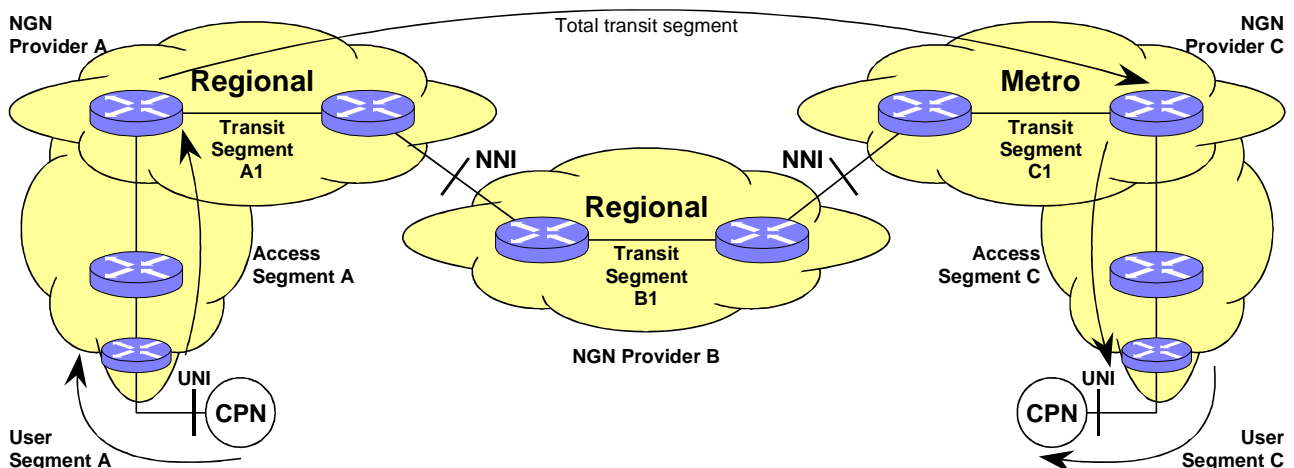 Total transit segment
NGN
Provider A
NGN
Provider C
Regional
Metro
Transit
Segment
A1
Transit
Segment
C1
NNI
NNI
Regional
Transit
Segment
B1
Access
Segment A
Access
Segment C
NGN Provider B
UNI
UNI
CPN
CPN
User
Segment A
User
Segment C